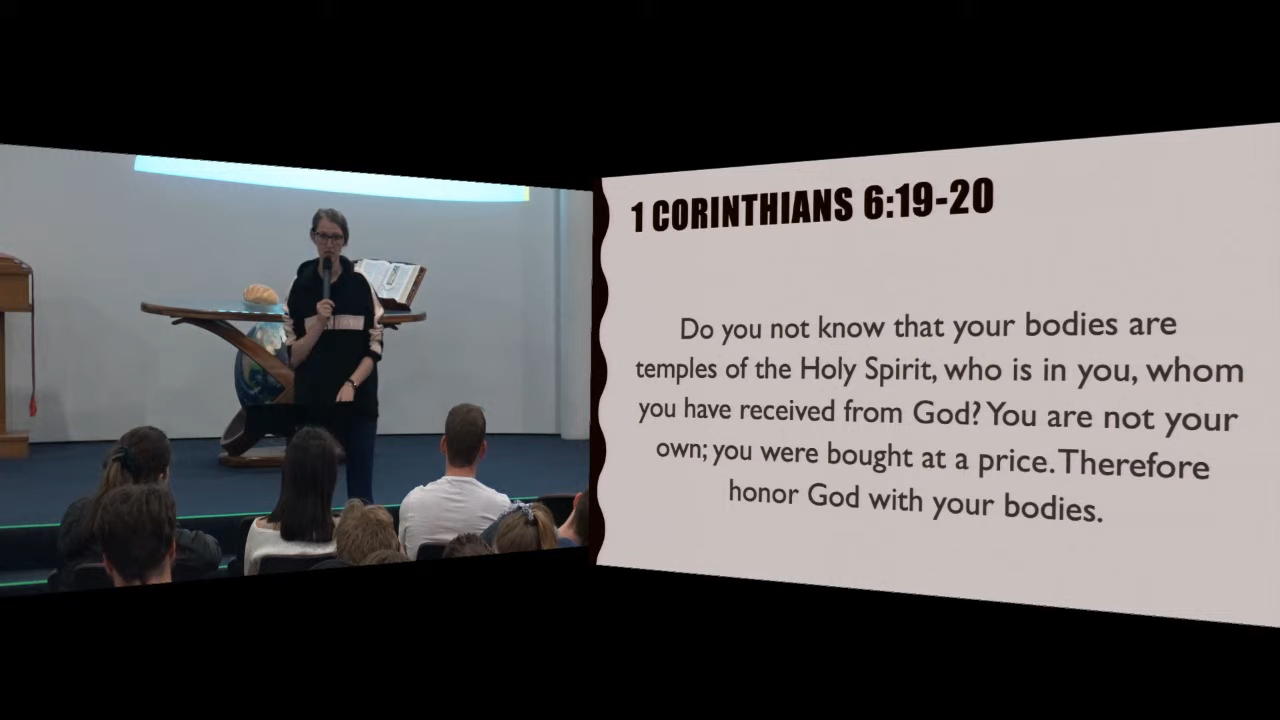 1 CORINTHIANS 6:19-20
Do you not know that your bodies are
temples of the Holy Spirit, who is in you, whom
you have received from God? You are not your
own; you were bought at a price. Therefore
honor God with your bodies.